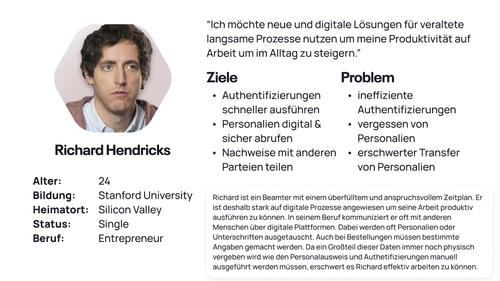 "Ich möchte neue und digitale Lösungen für veraltete
langsame Prozesse nutzen um meine Produktivität auf
Arbeit um im Alltag zu steigern."
Ziele
• Authentifizierungen
schneller ausführen
• Personalien digital &
sicher abrufen
• Nachweise mit anderen
Parteien teilen
Problem
• ineffiziente
Authentifizierungen
• vergessen von
Personalien
• erschwerter Transfer
von Personalien
Richard Hendricks
Alter: 24
Bildung: Stanford University
Heimatort: Silicon Valley
Status: Single
Beruf: Entrepreneur
Richard ist ein Beamter mit einem überfülltem und anspruchsvollem Zeitplan. Er
ist deshalb stark auf digitale Prozesse angewiesen um seine Arbeit produktiv
ausführen zu können. In seinem Beruf kommuniziert er oft mit anderen
Menschen über digitale Plattformen. Dabei werden oft Personalien oder
Unterschriften ausgetauscht. Auch bei Bestellungen müssen bestimmte
Angaben gemacht werden. Da ein Großteil dieser Daten immer noch physisch
vergeben wird wie den Personalausweis und Authetifizierungen manuell
ausgeführt werden müssen, erschwert es Richard effektiv arbeiten zu können.